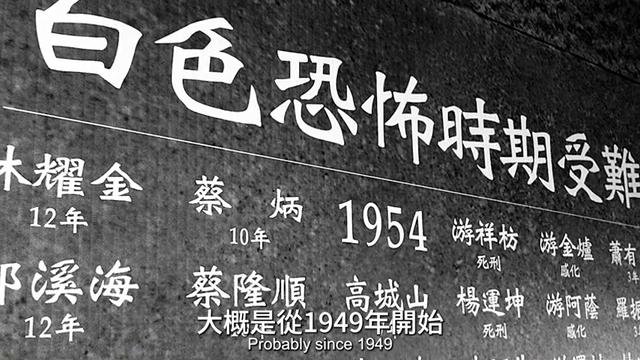 白色恐怖時期受難
耀金 蔡炳 1954 游祥枋 游金爐 蕭有
12年 10年 死刑 感化
溪海 蔡隆順 高城山 楊運坤 游阿蔭 羅振
12年 死刑 感化
大概是從1949年開始
Probably since 1949